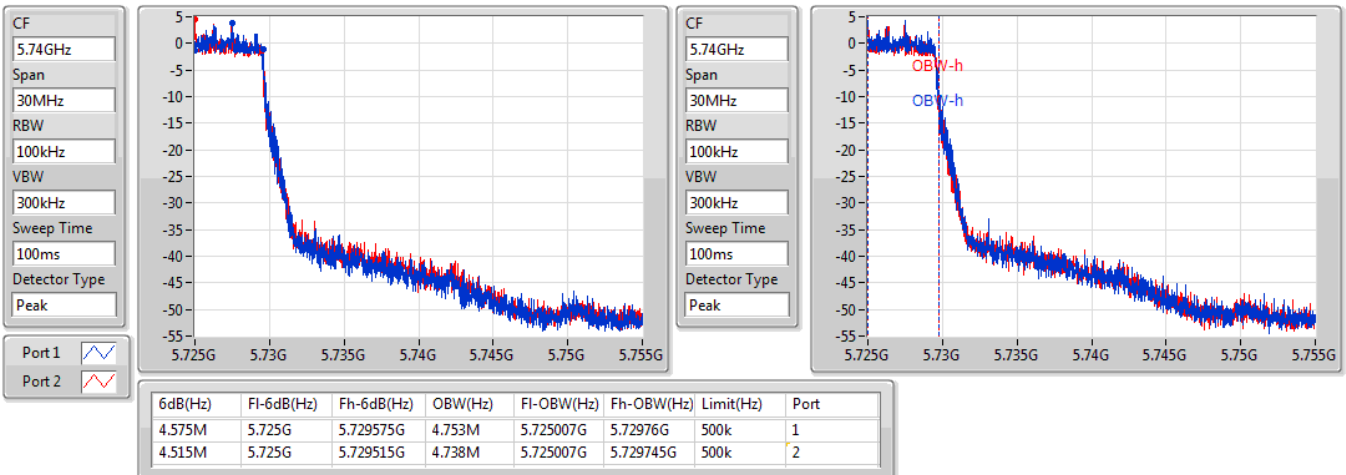 CF
5.74GHz
Span
30MHz
RBW
100kHz
VBW
300kHz
Sweep Time
100ms
Detector Type
Peak
Port 1
Port 2
5
0
-5
-10
-15
-20
-25
-30
-35
-40
-45
-50
-55
5.725G 5.73G 5.735G 5.74G 5.745G 5.75G 5.755G
CF
5.74GHz
Span
30MHz
RBW
100kHz
VBW
300kHz
Sweep Time
100ms
Detector Type
Peak
5
0
-5
-10
-15
-20
-25
-30
-35
-40
-45
-50
-55
OBW-h
OBW-h
5.725G 5.73G 5.735G 5.74G 5.745G 5.75G 5.755G
6dB(Hz) Fl-6dB(Hz) Fh-6dB(Hz) OBW(Hz) Fl-OBW(Hz) Fh-OBW(Hz) Limit(Hz) Port
4.575M 5.725G 5.729575G 4.753M 5.725007G 5.72976G 500k 1
4.515M 5.725G 5.729515G 4.738M 5.725007G 5.729745G 500k 2